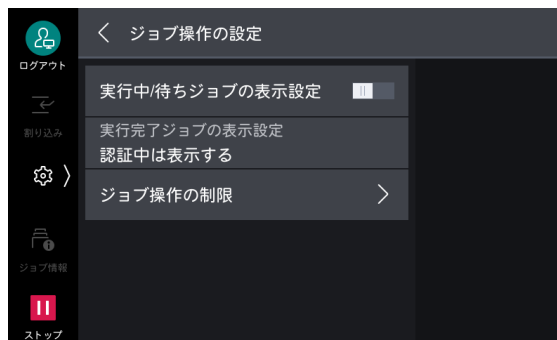 ジョブ操作の設定
ログアウト
実行中/待ちジョブの表示設定
割り込み
実行完了ジョブの表示設定
認証中は表示する
ジョブ操作の制限
ジョブ情報
ストップ